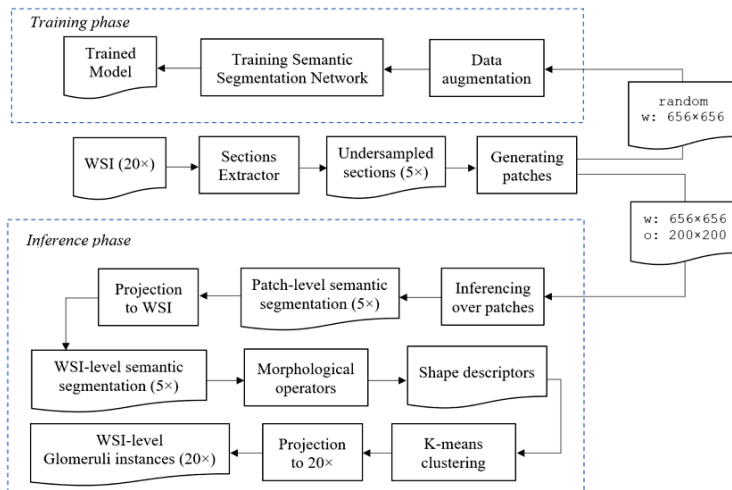 Training phase
Trained
Model
Training Semantic
Segmentation Network
Data
augmentation
random
w: 656×656
WSI (20×)
Sections
Extractor
Undersampled
sections (5×)
Generating
patches
w: 656×656
o: 200×200
Inference phase
Projection
to WSI
Patch-level semantic
segmentation (5×)
Inferencing
over patches
WSI-level semantic
segmentation (5×)
Morphological
operators
Shape descriptors
WSI-level
Glomeruli instances (20×)
Projection
to 20×
K-means
clustering